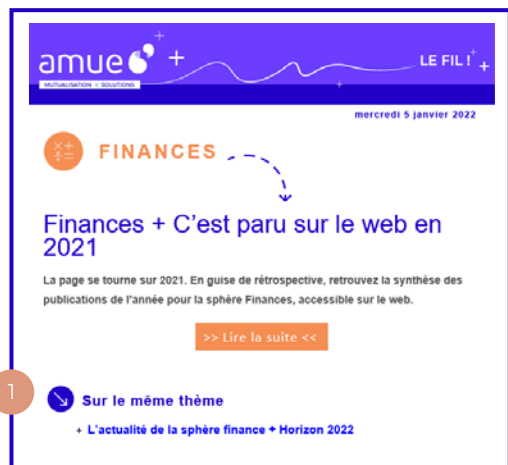 amue
MUTUALISATION + SOLUTIONS
LE FIL !
mercredi 5 janvier 2022
FINANCES
Finances + C'est paru sur le web en
2021
La page se tourne sur 2021. En guise de rétrospective, retrouvez la synthèse des
publications de l'année pour la sphère Finances, accessible sur le web.
>> Lire la suite <<
1
Sur le même thème
+ L'actualité de la sphère finance + Horizon 2022